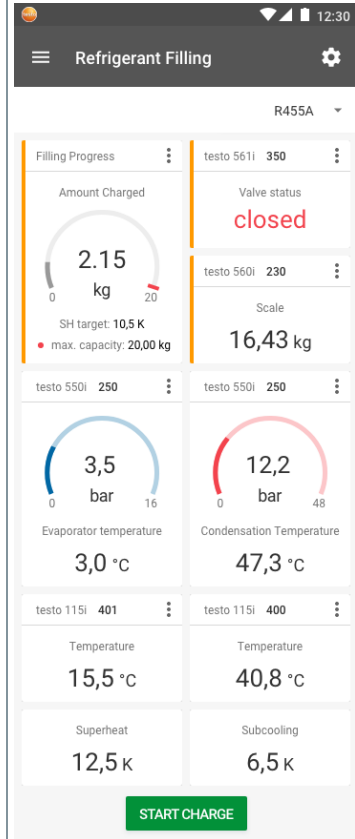 12:30
Refrigerant Filling
R455A
Filling Progress
Amount Charged
2.15
kg
0 20
SH target: 10,5 K
max. capacity: 20,00 kg
testo 561i 350
Valve status
closed
testo 560i 230
Scale
16,43 kg
testo 550i 250
3,5
bar
0 16
Evaporator temperature
3,0 °C
testo 550i 250
12,2
bar
0 48
Condensation Temperature
47,3 °C
testo 115i 401
Temperature
15,5 °C
testo 115i 400
Temperature
40,8 °C
Superheat
12,5 K
Subcooling
6,5 K
START CHARGE